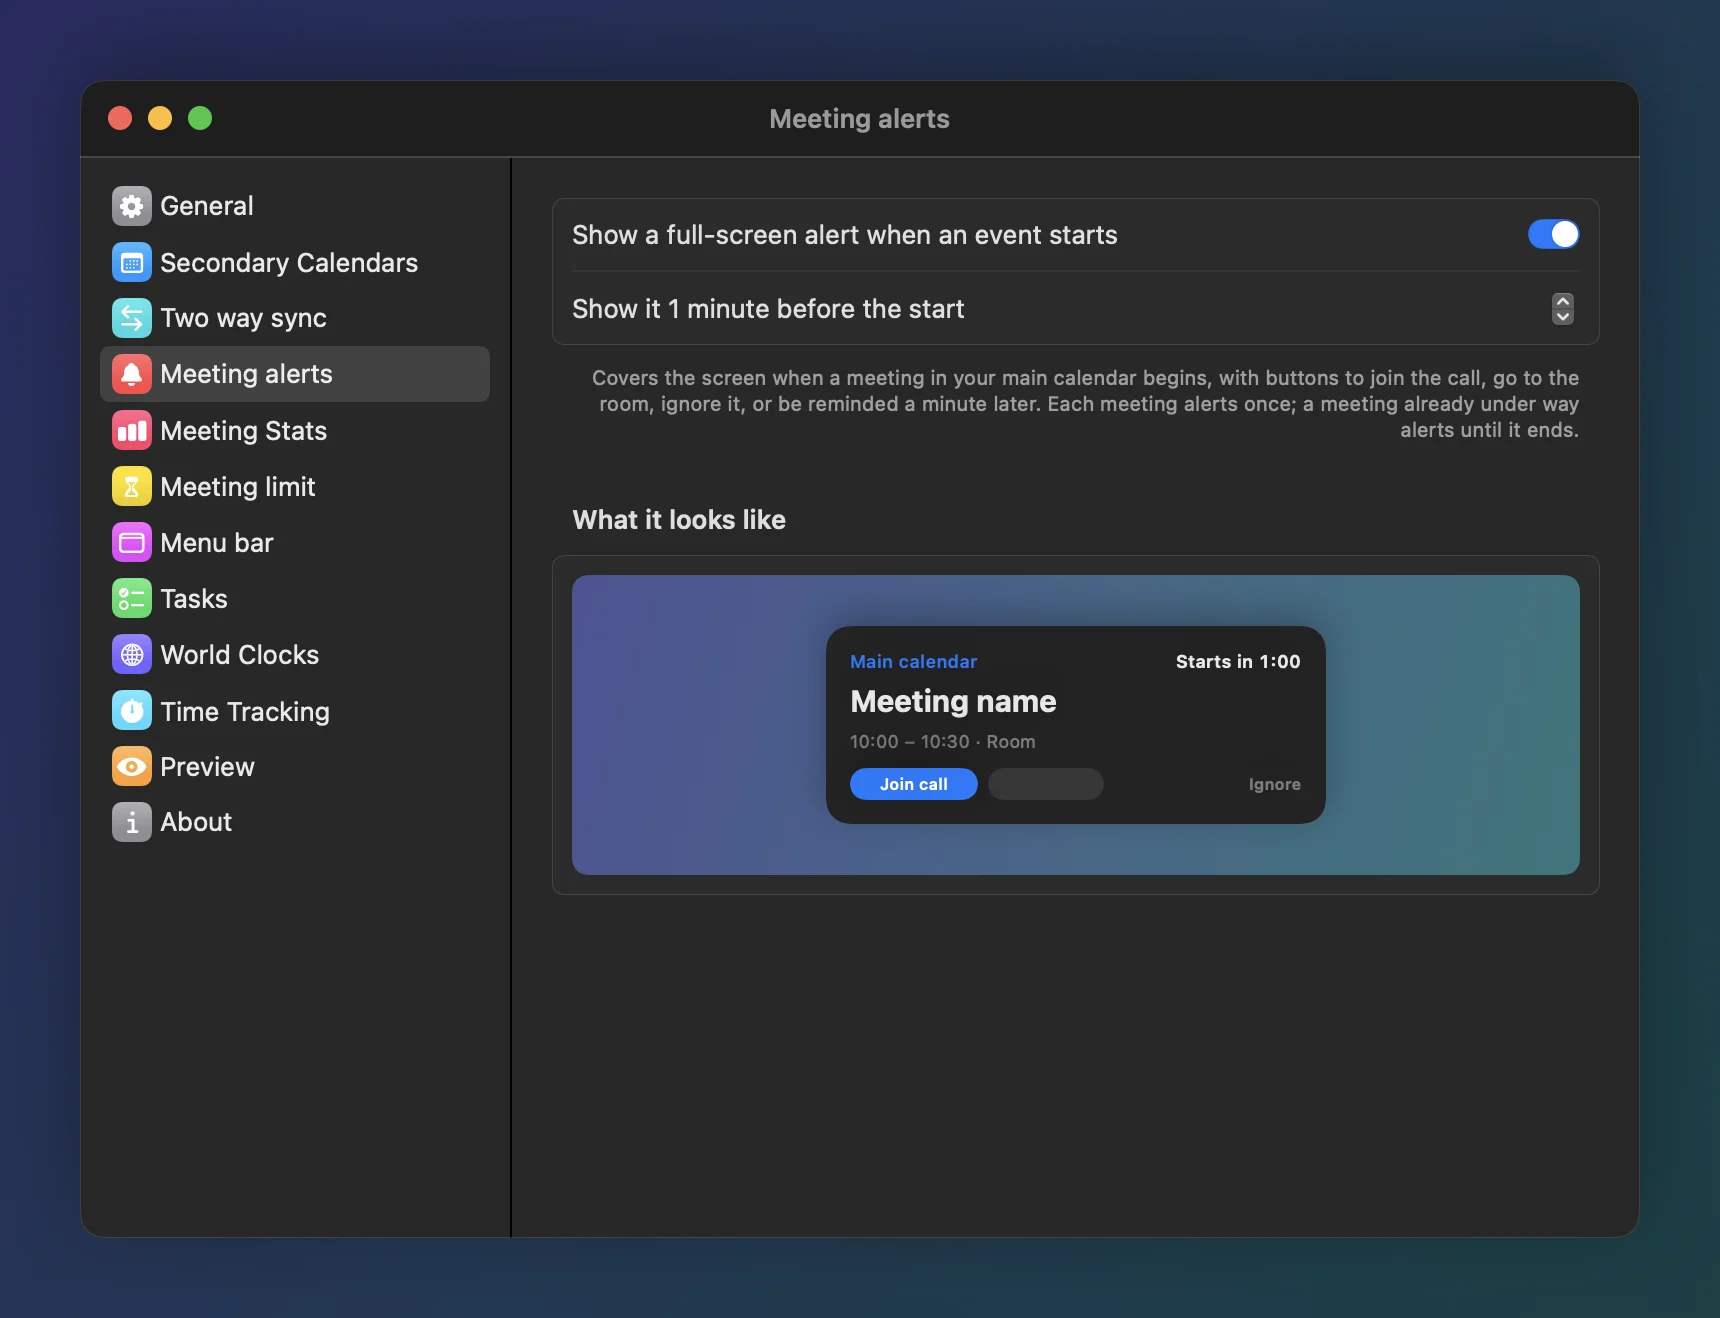 Meeting alerts
General
Secondary Calendars
Two way sync
Meeting alerts
Meeting Stats
Meeting limit
Menu bar
Tasks
World Clocks
Time Tracking
Preview
About
Show a full-screen alert when an event starts
Show it 1 minute before the start
Covers the screen when a meeting in your main calendar begins, with buttons to join the call, go to the
room, ignore it, or be reminded a minute later. Each meeting alerts once; a meeting already under way
alerts until it ends.
What it looks like
Main calendar
Starts in 1:00
Meeting name
10:00 – 10:30 · Room
Join call
Ignore